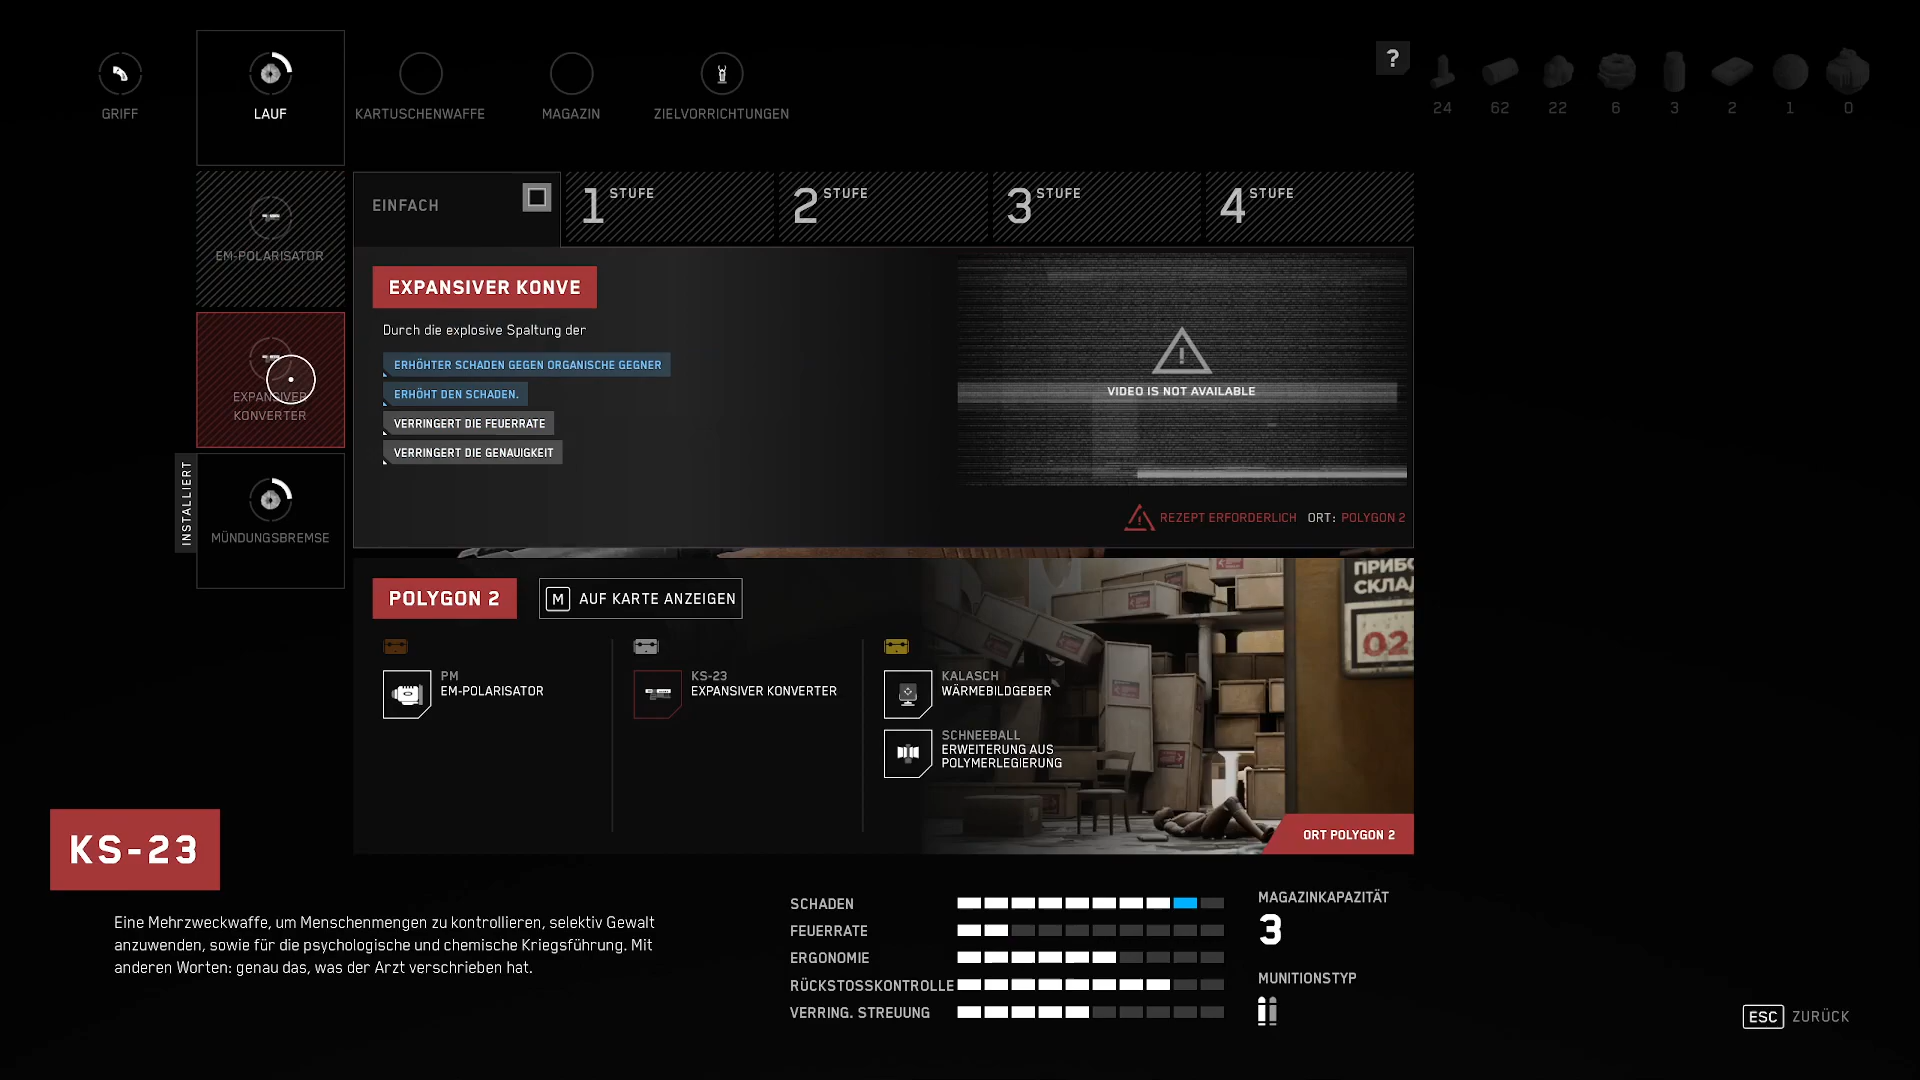 GRIFF
LAUF
KARTUSCHENWAFFE
MAGAZIN
ZIELVORRICHTUNGEN
?
24
62
22
6
3
2
1
0
EM-POLARISATOR
EXPANSIVER
KONVERTER
INSTALLIERT
MÜNDUNGSBREMSE
EINFACH
1 STUFE
2 STUFE
3 STUFE
4 STUFE
EXPANSIVER KONVE
Durch die explosive Spaltung der
ERHÖHTER SCHADEN GEGEN ORGANISCHE GEGNER
ERHÖHT DEN SCHADEN.
VERRINGERT DIE FEUERRATE
VERRINGERT DIE GENAUIGKEIT
VIDEO IS NOT AVAILABLE
REZEPT ERFORDERLICH ORT: POLYGON 2
POLYGON 2
M AUF KARTE ANZEIGEN
PM
EM-POLARISATOR
KS-23
EXPANSIVER KONVERTER
KALASCH
WÄRMEBILDGEBER
SCHNEEBALL
ERWEITERUNG AUS
POLYMERLEGIERUNG
ПРИБО
СКЛАД
02
ORT POLYGON 2
KS-23
Eine Mehrzweckwaffe, um Menschenmengen zu kontrollieren, selektiv Gewalt
anzuwenden, sowie für die psychologische und chemische Kriegsführung. Mit
anderen Worten: genau das, was der Arzt verschrieben hat.
SCHADEN
FEUERRATE
ERGONOMIE
RÜCKSTOSSKONTROLLE
VERRING. STREUUNG
MAGAZINKAPAZITÄT
3
MUNITIONSTYP
ESC ZURÜCK